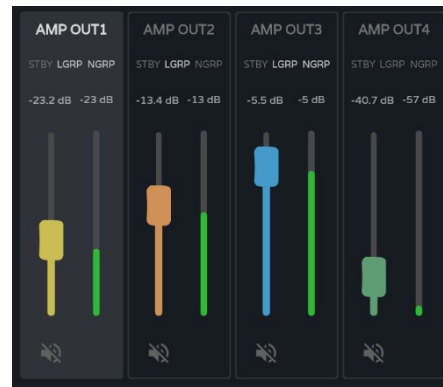 AMP OUT1 AMP OUT2 AMP OUT3 AMP OUT4
STBY LGRP NGRP STBY LGRP NGRP STBY LGRP NGRP STBY LGRP NGRP
-23.2 dB -23 dB -13.4 dB -13 dB -5.5 dB -5 dB -40.7 dB -57 dB